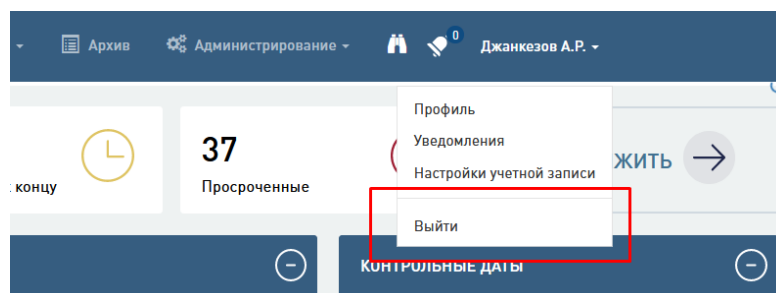 Архив
Администрирование
0
Джанкезов А.Р.
Профиль
Уведомления
Настройки учетной записи
Выйти
37
Просроченные
концу
ЖИТЬ
КОНТРОЛЬНЫЕ ДАТЫ